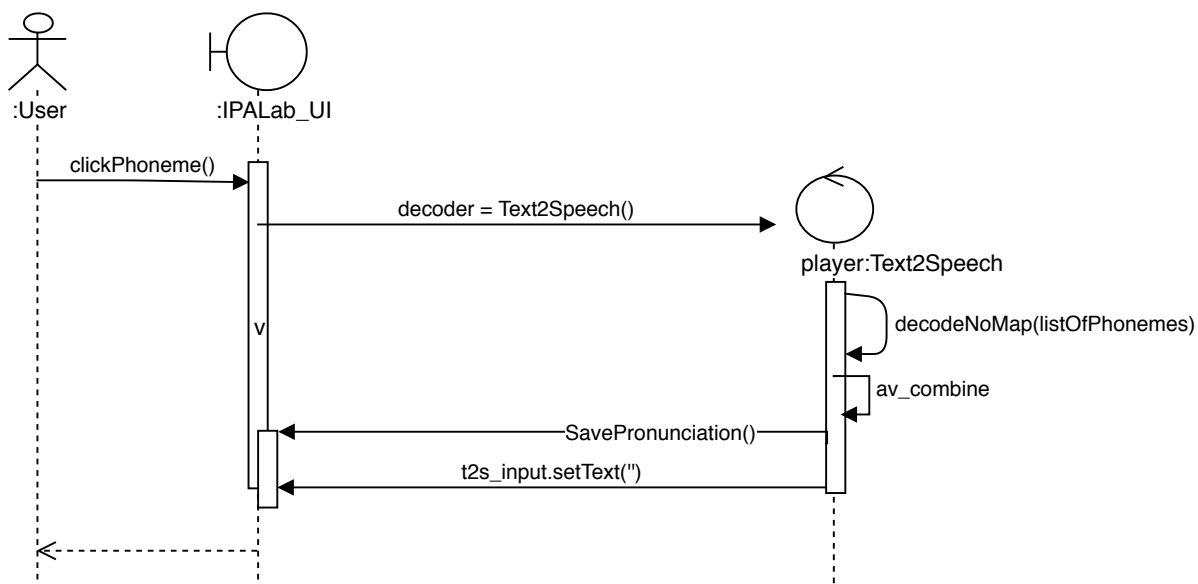 :User
:IPALab_UI
clickPhoneme()
decoder = Text2Speech()
player:Text2Speech
v
decodeNoMap(listOfPhonemes)
av_combine
SavePronunciation()
t2s_input.setText('')